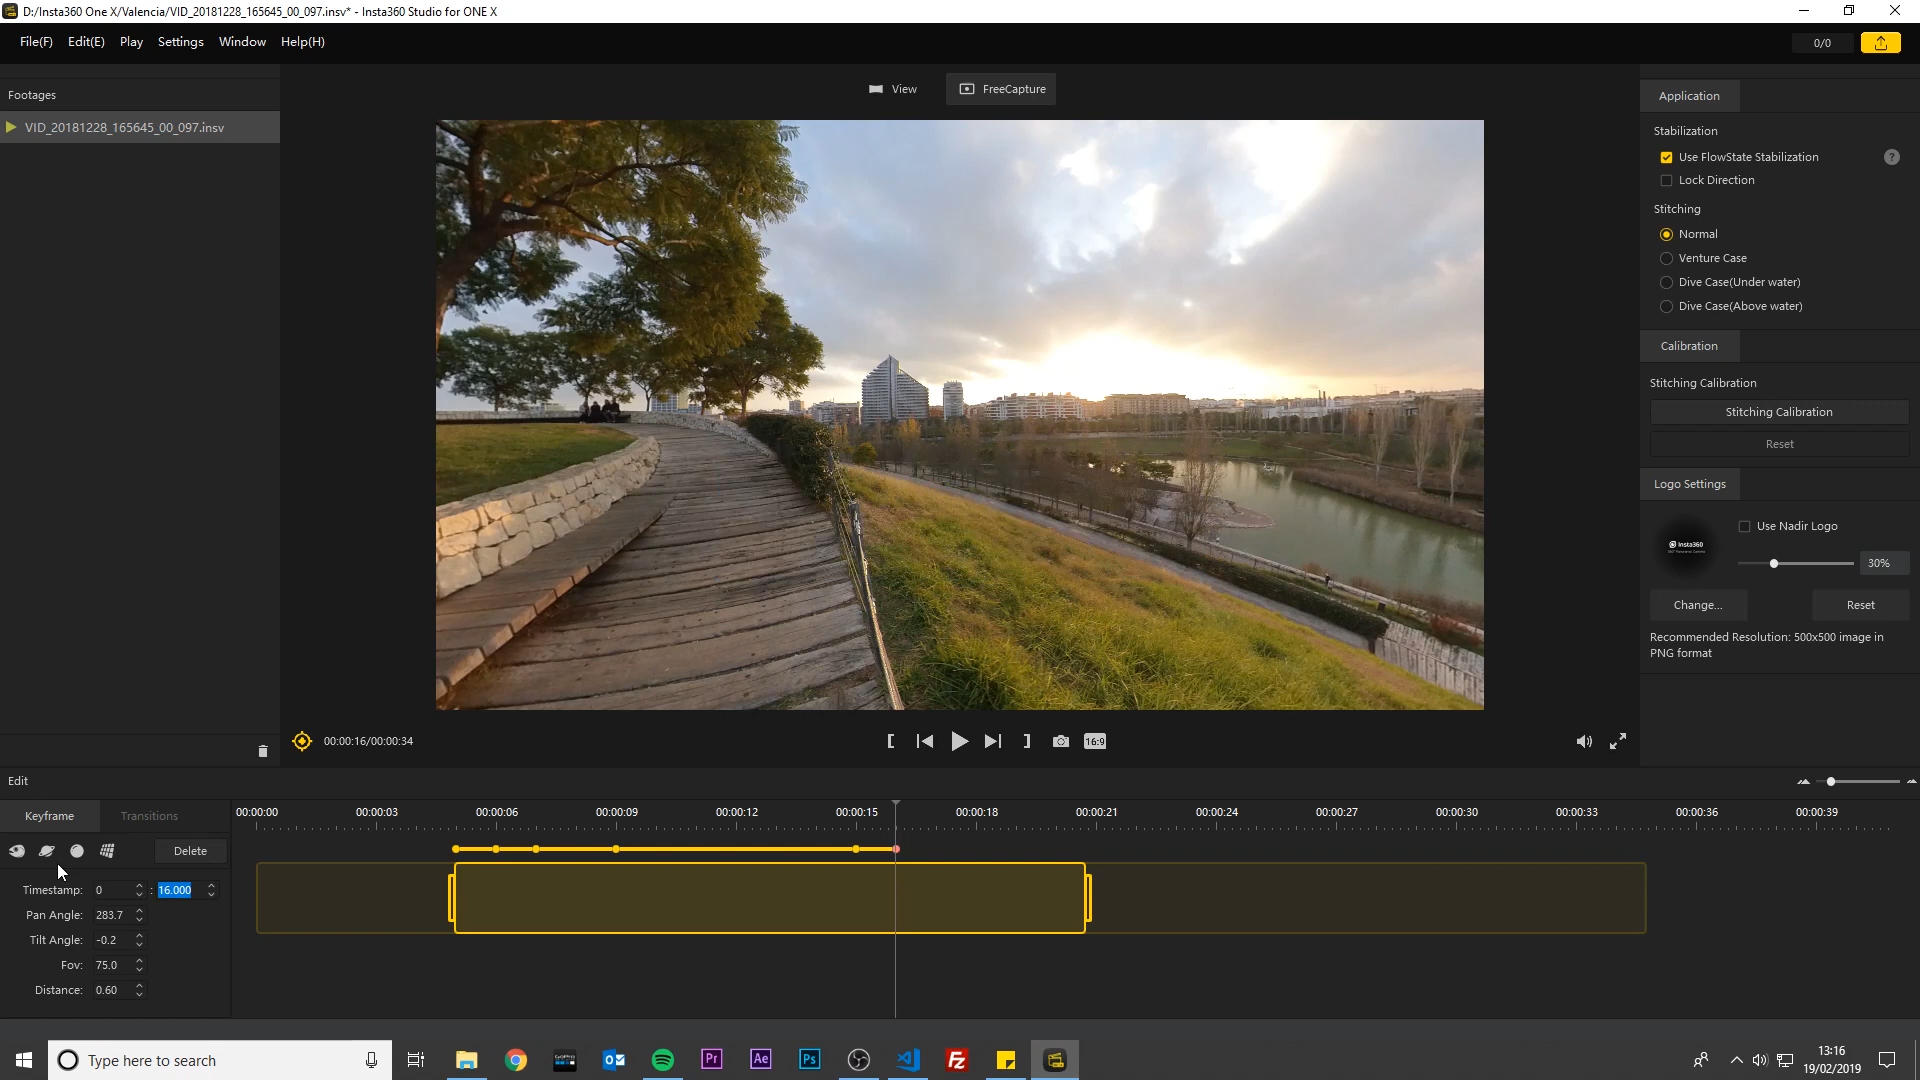 D:/Insta360 One X/Valencia/VID_20181228_165645_00_097.insv* - Insta360 Studio for ONE X
File(F) Edit(E) Play Settings Window Help(H)
0/0
Footages
VID_20181228_165645_00_097.insv
View
FreeCapture
Application
Stabilization
Use FlowState Stabilization
?
Lock Direction
Stitching
Normal
Venture Case
Dive Case(Under water)
Dive Case(Above water)
Calibration
Stitching Calibration
Stitching Calibration
Reset
Logo Settings
Insta360
Use Nadir Logo
30%
Change...
Reset
Recommended Resolution: 500x500 image in
PNG format
00:00:16/00:00:34
16:9
Edit
Keyframe
Transitions
00:00:00 00:00:03 00:00:06 00:00:09 00:00:12 00:00:15 00:00:18 00:00:21 00:00:24 00:00:27 00:00:30 00:00:33 00:00:36 00:00:39
Delete
Timestamp: 0 : 16.000
Pan Angle: 283.7
Tilt Angle: -0.2
Fov: 75.0
Distance: 0.60
Type here to search
GoPro
Pr
Ae
Ps
Fz
13:16
19/02/2019